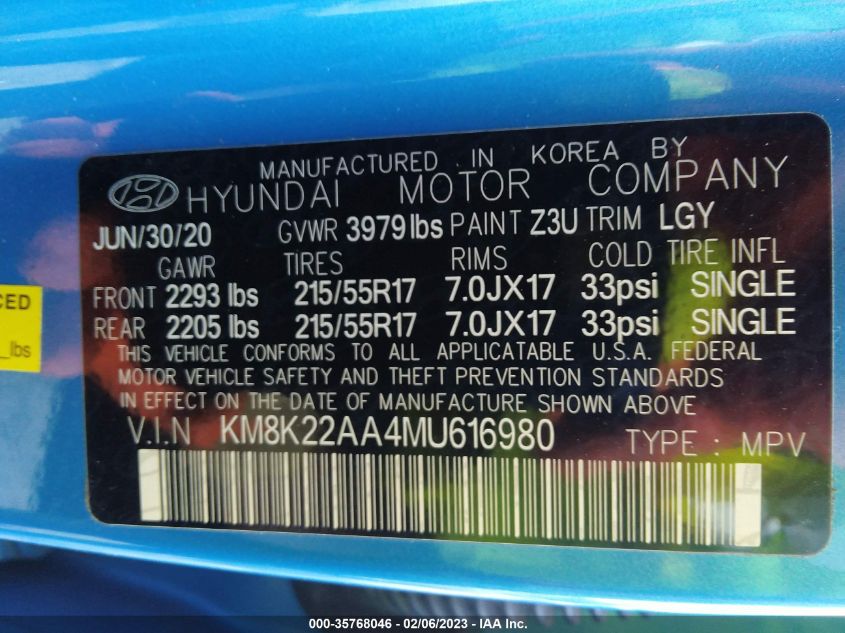 MANUFACTURED IN KOREA BY
HYUNDAI MOTOR COMPANY
JUN/30/20 GVWR 3979 lbs PAINT Z3U TRIM LGY
GAWR TIRES RIMS COLD TIRE INFL
FRONT 2293 lbs 215/55R17 7.0JX17 33psi SINGLE
REAR 2205 lbs 215/55R17 7.0JX17 33psi SINGLE
THIS VEHICLE CONFORMS TO ALL APPLICATABLE U.S.A. FEDERAL
MOTOR VEHICLE SAFETY AND THEFT PREVENTION STANDARDS
IN EFFECT ON THE DATE OF MANUFACTURE SHOWN ABOVE
V.I.N KM8K22AA4MU616980 TYPE : MPV
CED
_lbs
000-35768046 - 02/06/2023 - IAA Inc.